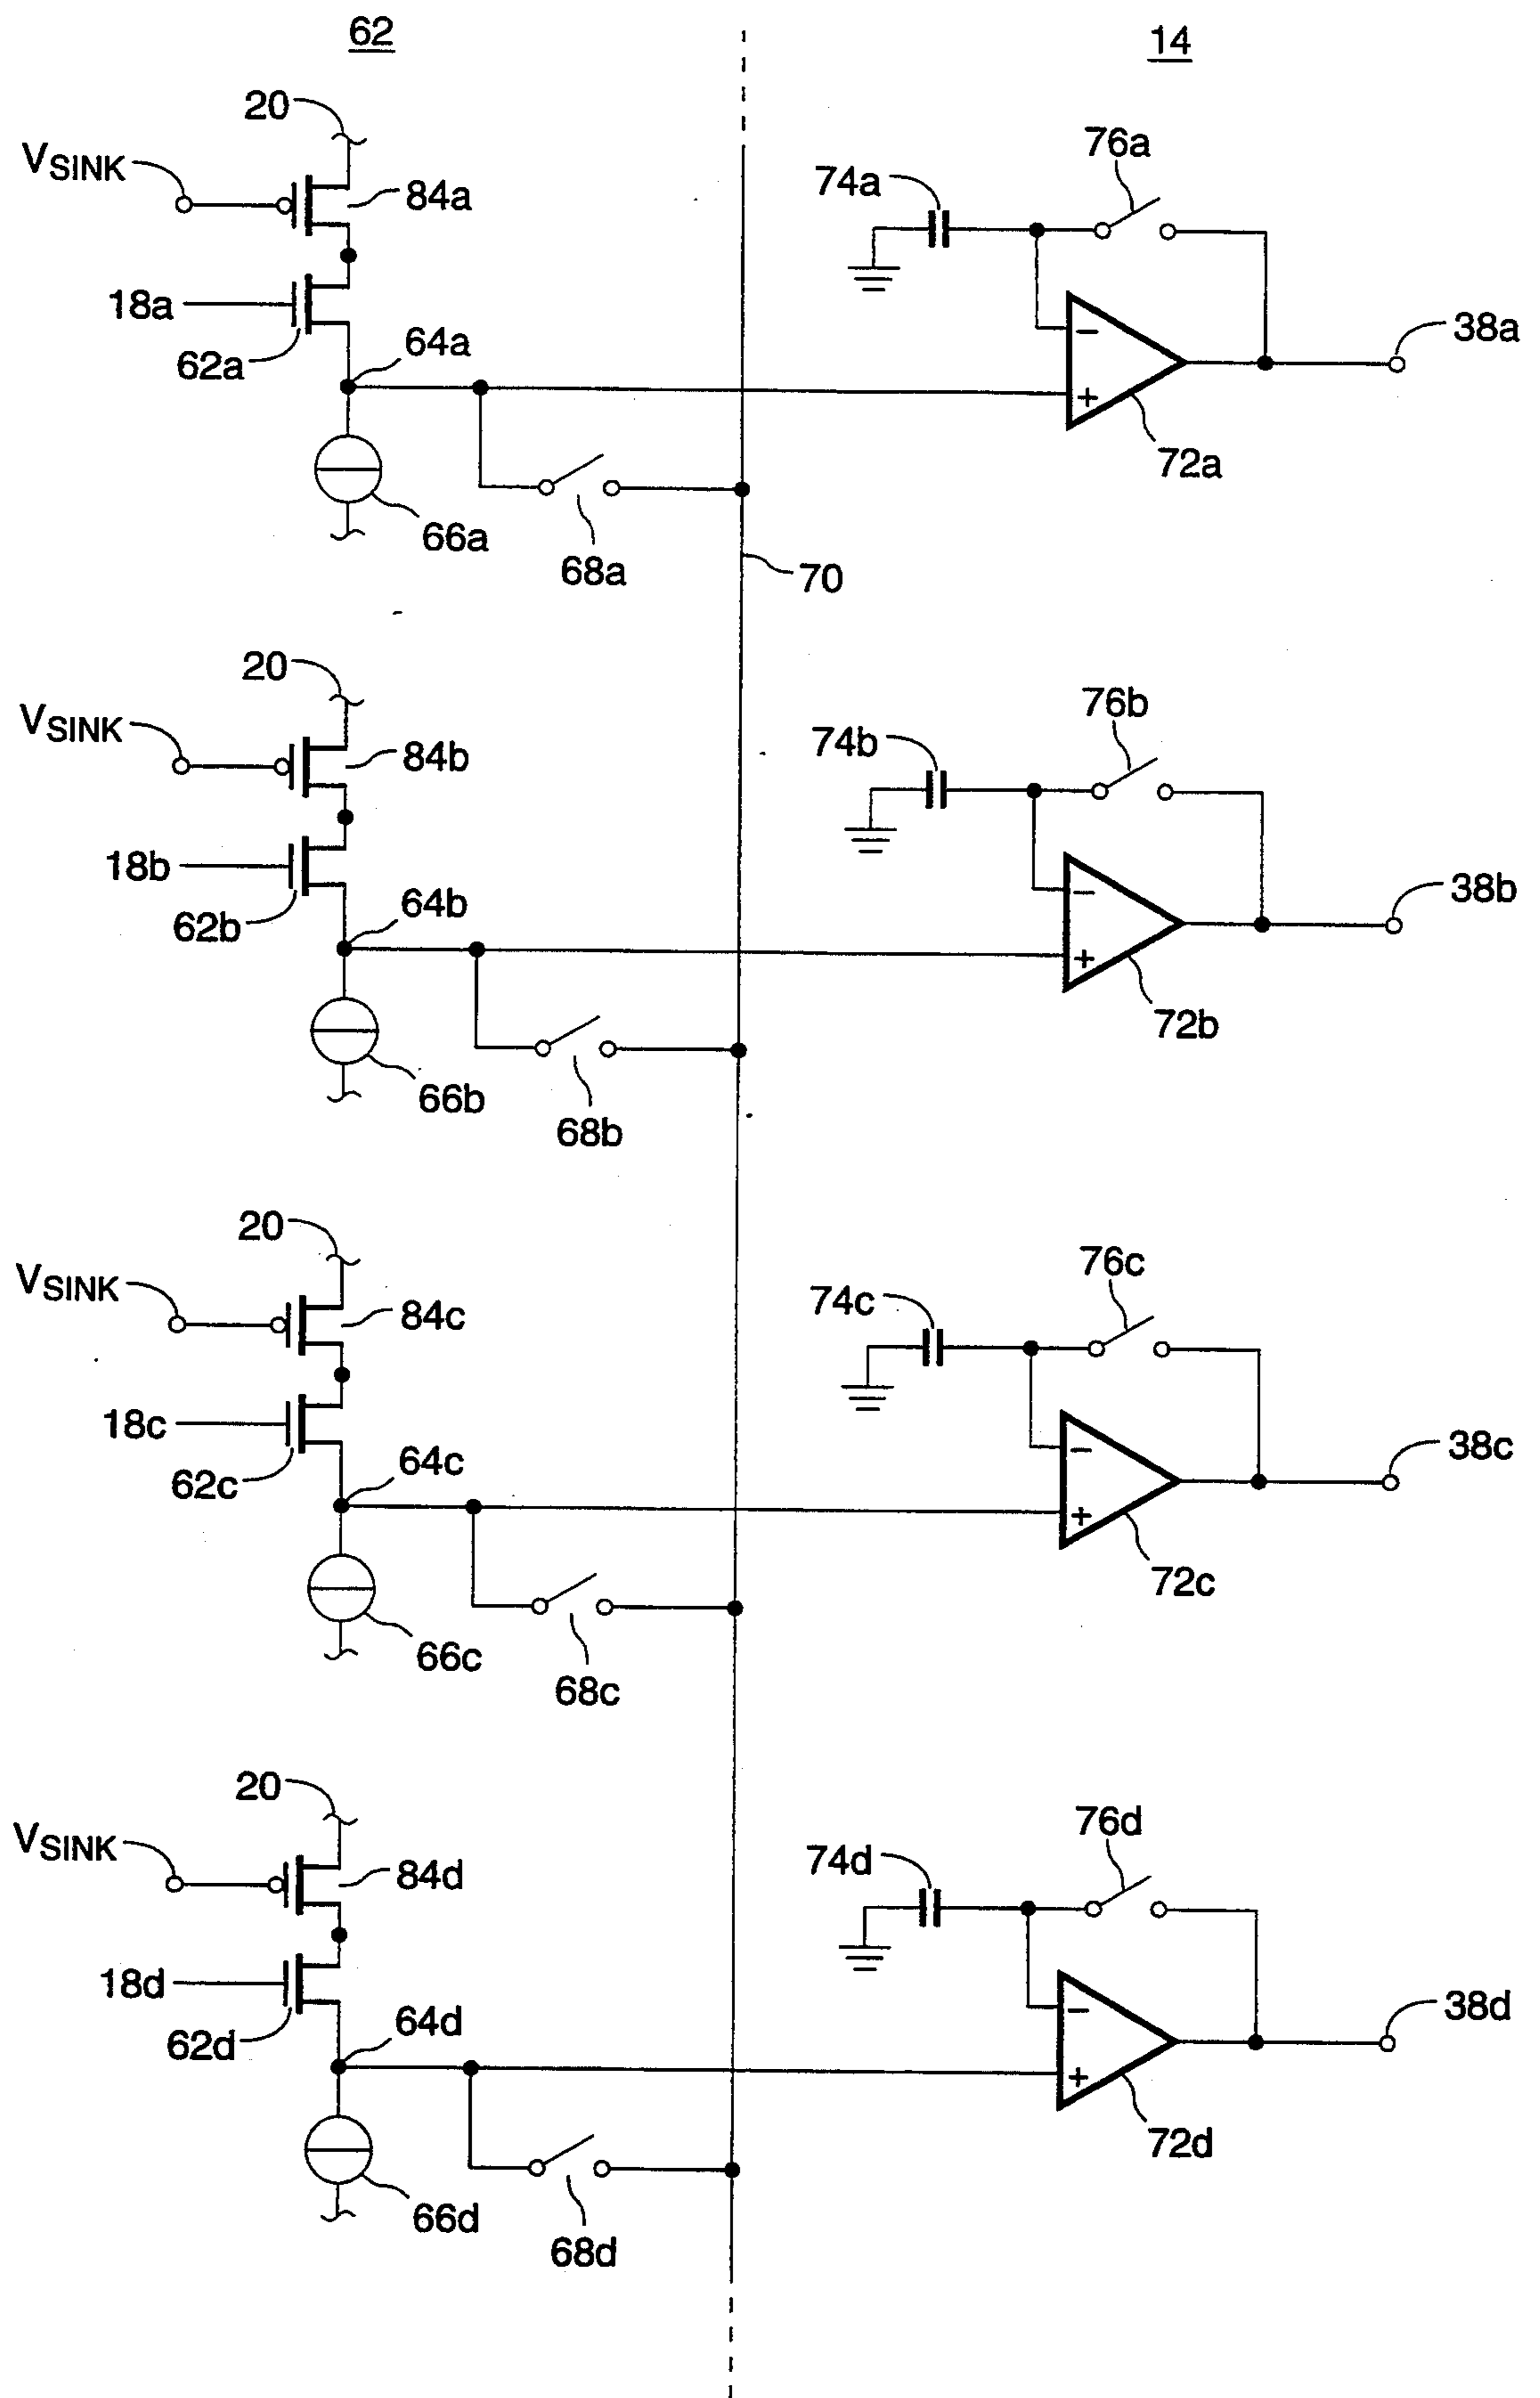 62
14
20
VSINK
84a
18a
62a
64a
66a
68a
70
74a
76a
−
+
72a
38a
20
VSINK
84b
18b
62b
64b
66b
68b
74b
76b
−
+
72b
38b
20
VSINK
84c
18c
62c
64c
66c
68c
74c
76c
−
+
72c
38c
20
VSINK
84d
18d
62d
64d
66d
68d
74d
76d
−
+
72d
38d